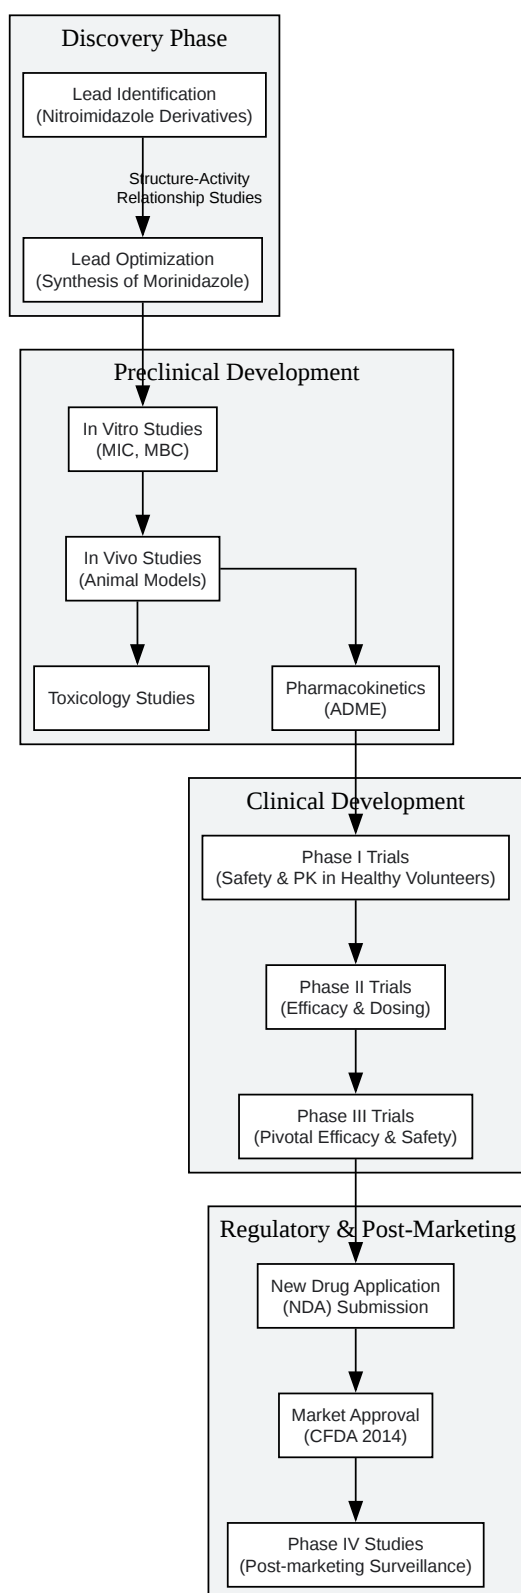 Discovery Phase
Lead Identification
(Nitroimidazole Derivatives)
Structure-Activity
Relationship Studies
Lead Optimization
(Synthesis of Morinidazole)
Preclinical Development
In Vitro Studies
(MIC, MBC)
In Vivo Studies
(Animal Models)
Toxicology Studies
Pharmacokinetics
(ADME)
Clinical Development
Phase I Trials
(Safety & PK in Healthy Volunteers)
Phase II Trials
(Efficacy & Dosing)
Phase III Trials
(Pivotal Efficacy & Safety)
Regulatory & Post-Marketing
New Drug Application
(NDA) Submission
Market Approval
(CFDA 2014)
Phase IV Studies
(Post-marketing Surveillance)